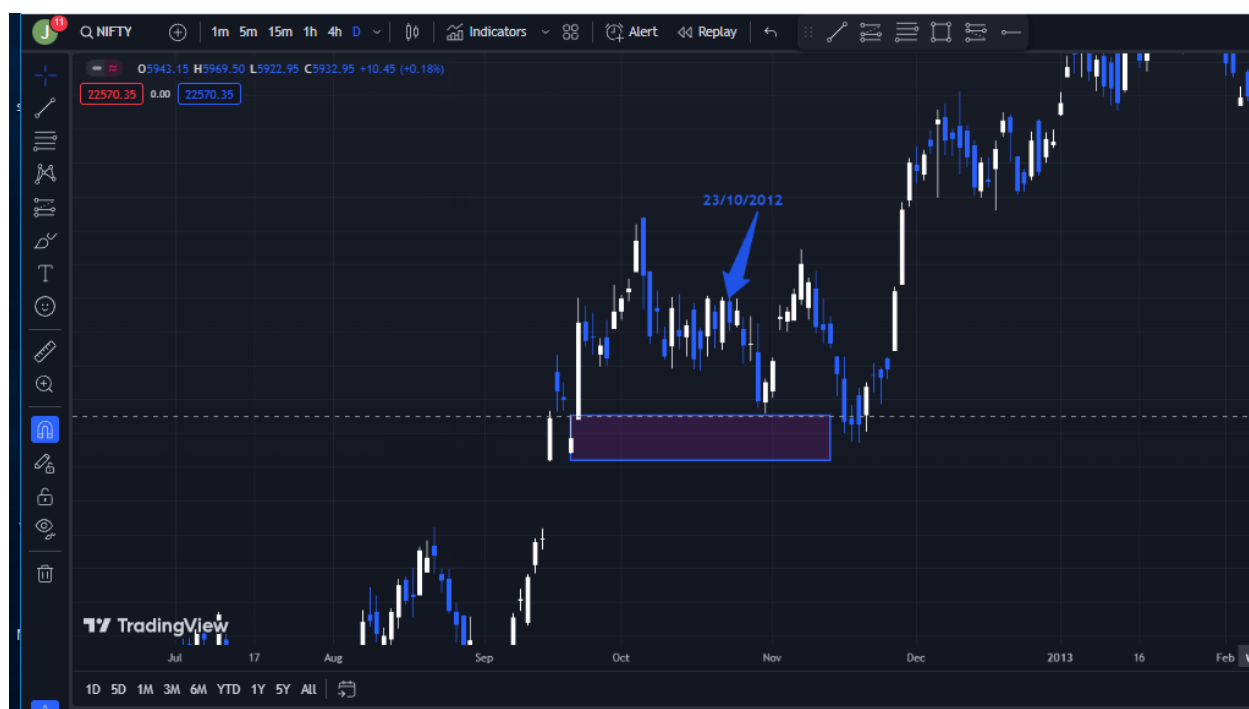 J 11 NIFTY 1m 5m 15m 1h 4h D Indicators Alert Replay
O5943.15 H5969.50 L5922.95 C5932.95 +10.45 (+0.18%)
22570.35 0.00 22570.35
23/10/2012
TradingView
Jul 17 Aug Sep Oct Nov Dec 2013 16 Feb
1D 5D 1M 3M 6M YTD 1Y 5Y All